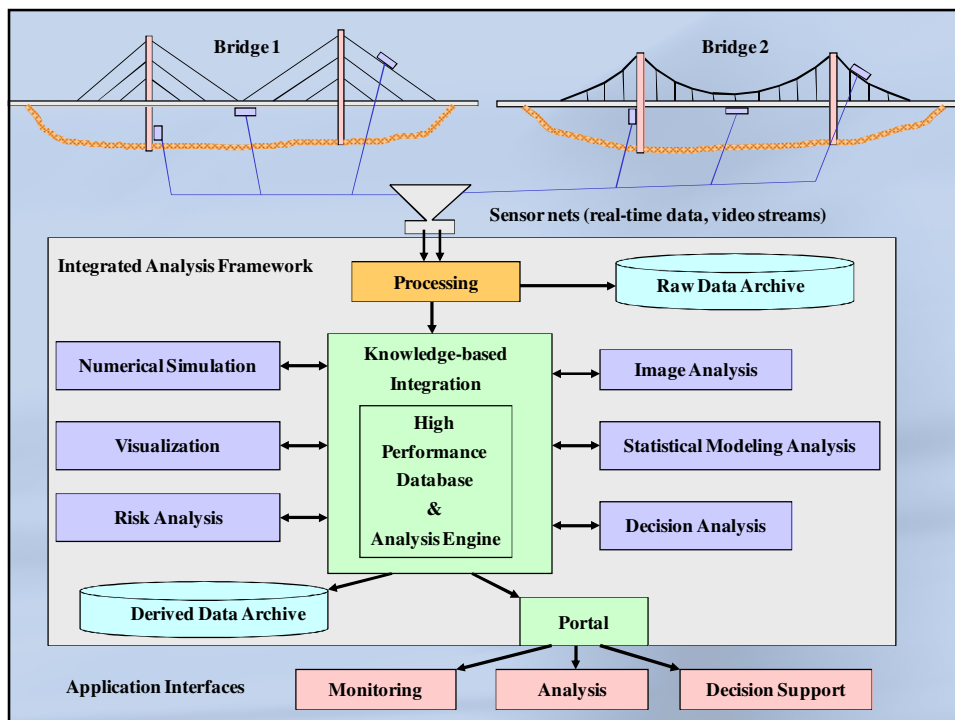 Bridge 1
Bridge 2
Sensor nets (real-time data, video streams)
Integrated Analysis Framework
Processing
Raw Data Archive
Knowledge-based
Integration
Numerical Simulation
Image Analysis
High
Performance
Database
&
Analysis Engine
Visualization
Statistical Modeling Analysis
Risk Analysis
Decision Analysis
Derived Data Archive
Portal
Application Interfaces
Monitoring
Analysis
Decision Support